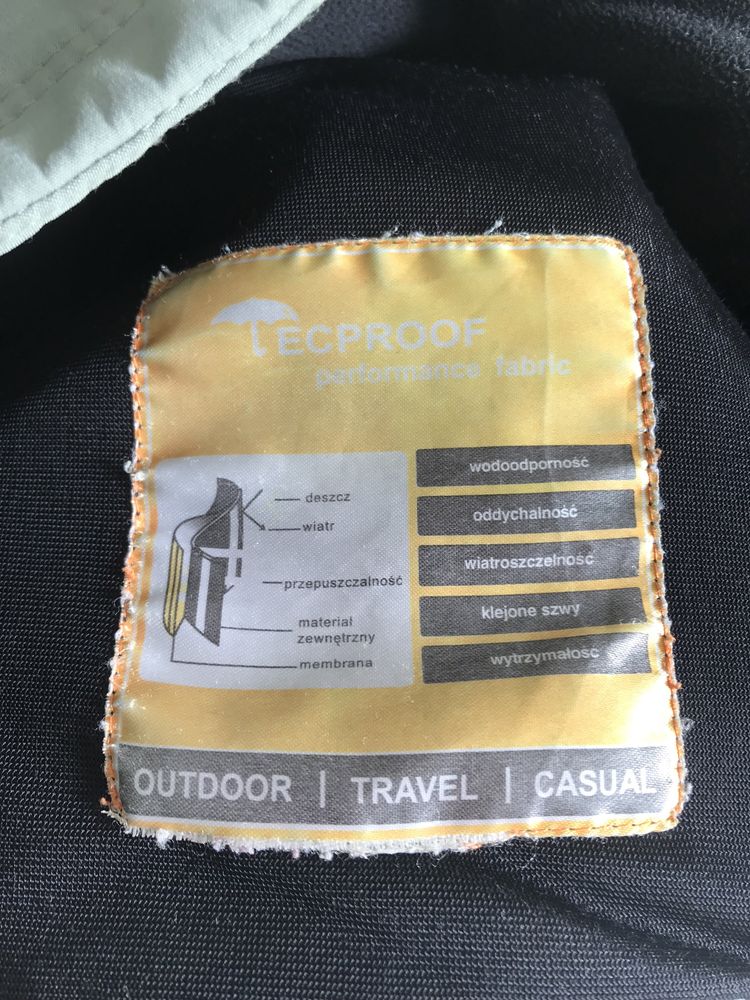 TECPROOF
performance fabric
deszcz
wiatr
przepuszczalność
materiał
zewnętrzny
membrana
wodoodporność
oddychalność
wiatroszczelność
klejone szwy
wytrzymałość
OUTDOOR | TRAVEL | CASUAL